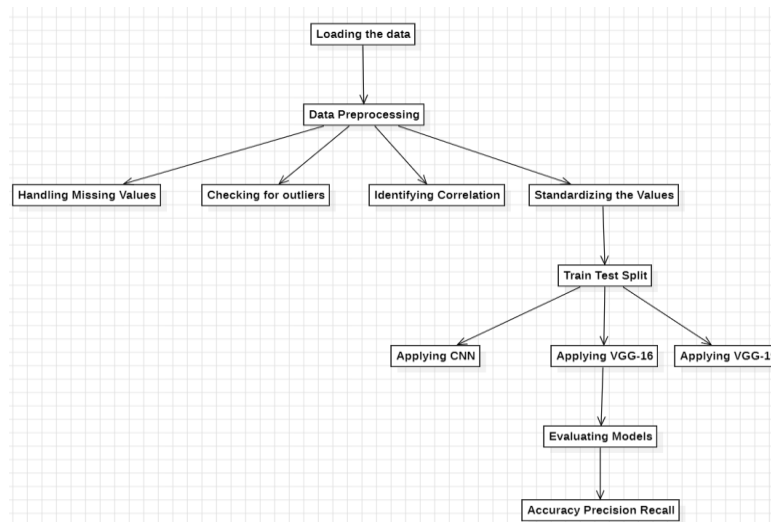 Loading the data
Data Preprocessing
Handling Missing Values
Checking for outliers
Identifying Correlation
Standardizing the Values
Train Test Split
Applying CNN
Applying VGG-16
Applying
Evaluating Models
Accuracy Precision Recall